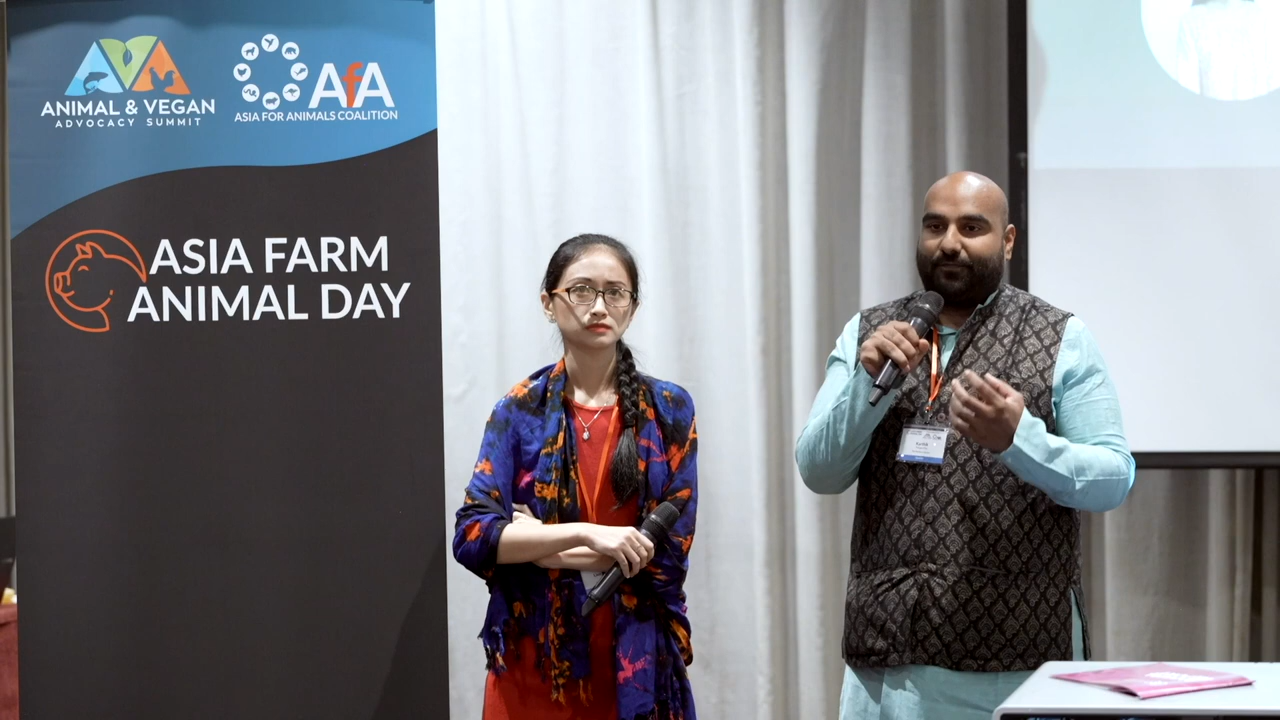 ANIMAL & VEGAN
ADVOCACY SUMMIT
AfA
ASIA FOR ANIMALS COALITION
ASIA FARM
ANIMAL DAY